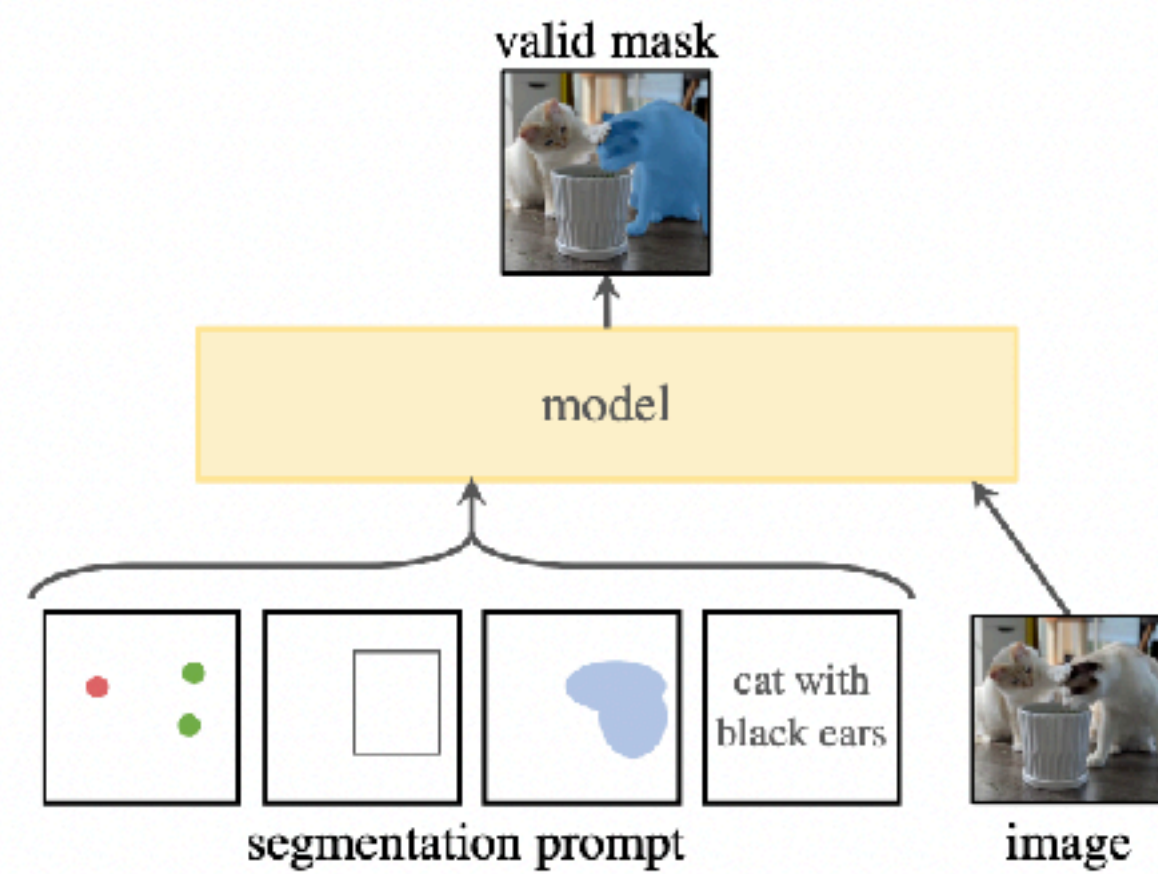 valid mask
model
cat with
black ears
segmentation prompt
image